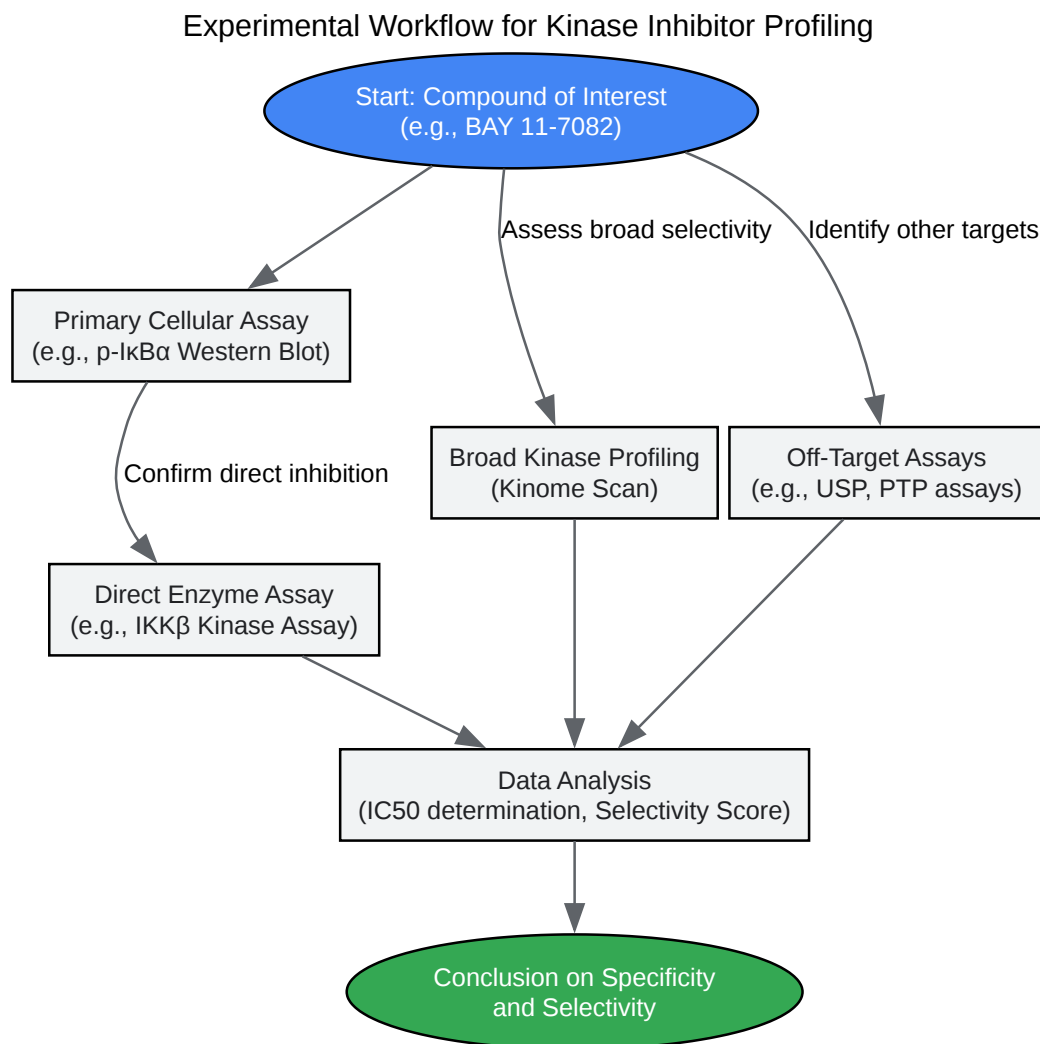 Experimental Workflow for Kinase Inhibitor Profiling
Start: Compound of Interest
(e.g., BAY 11-7082)
Assess broad selectivity
Identify other targets
Primary Cellular Assay
(e.g., p-IκBα Western Blot)
Confirm direct inhibition
Broad Kinase Profiling
(Kinome Scan)
Off-Target Assays
(e.g., USP, PTP assays)
Direct Enzyme Assay
(e.g., IKKβ Kinase Assay)
Data Analysis
(IC50 determination, Selectivity Score)
Conclusion on Specificity
and Selectivity